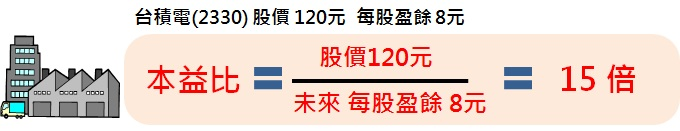 台積電(2330) 股價 120元 每股盈餘 8元
股價120元
本益比 = = 15 倍
未來 每股盈餘 8元